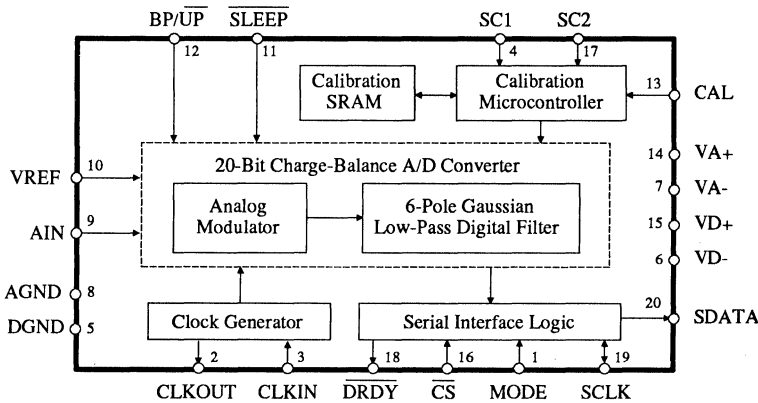 BP/UP SLEEP SC1 SC2
12 11 4 17
Calibration
SRAM
Calibration
Microcontroller
13 CAL
20-Bit Charge-Balance A/D Converter
14 VA+
VREF 10
7 VA-
Analog
Modulator
6-Pole Gaussian
Low-Pass Digital Filter
AIN 9
15 VD+
6 VD-
AGND 8
DGND 5
Clock Generator
Serial Interface Logic
20 SDATA
2 3 18 16 1 19
CLKOUT CLKIN DRDY CS MODE SCLK